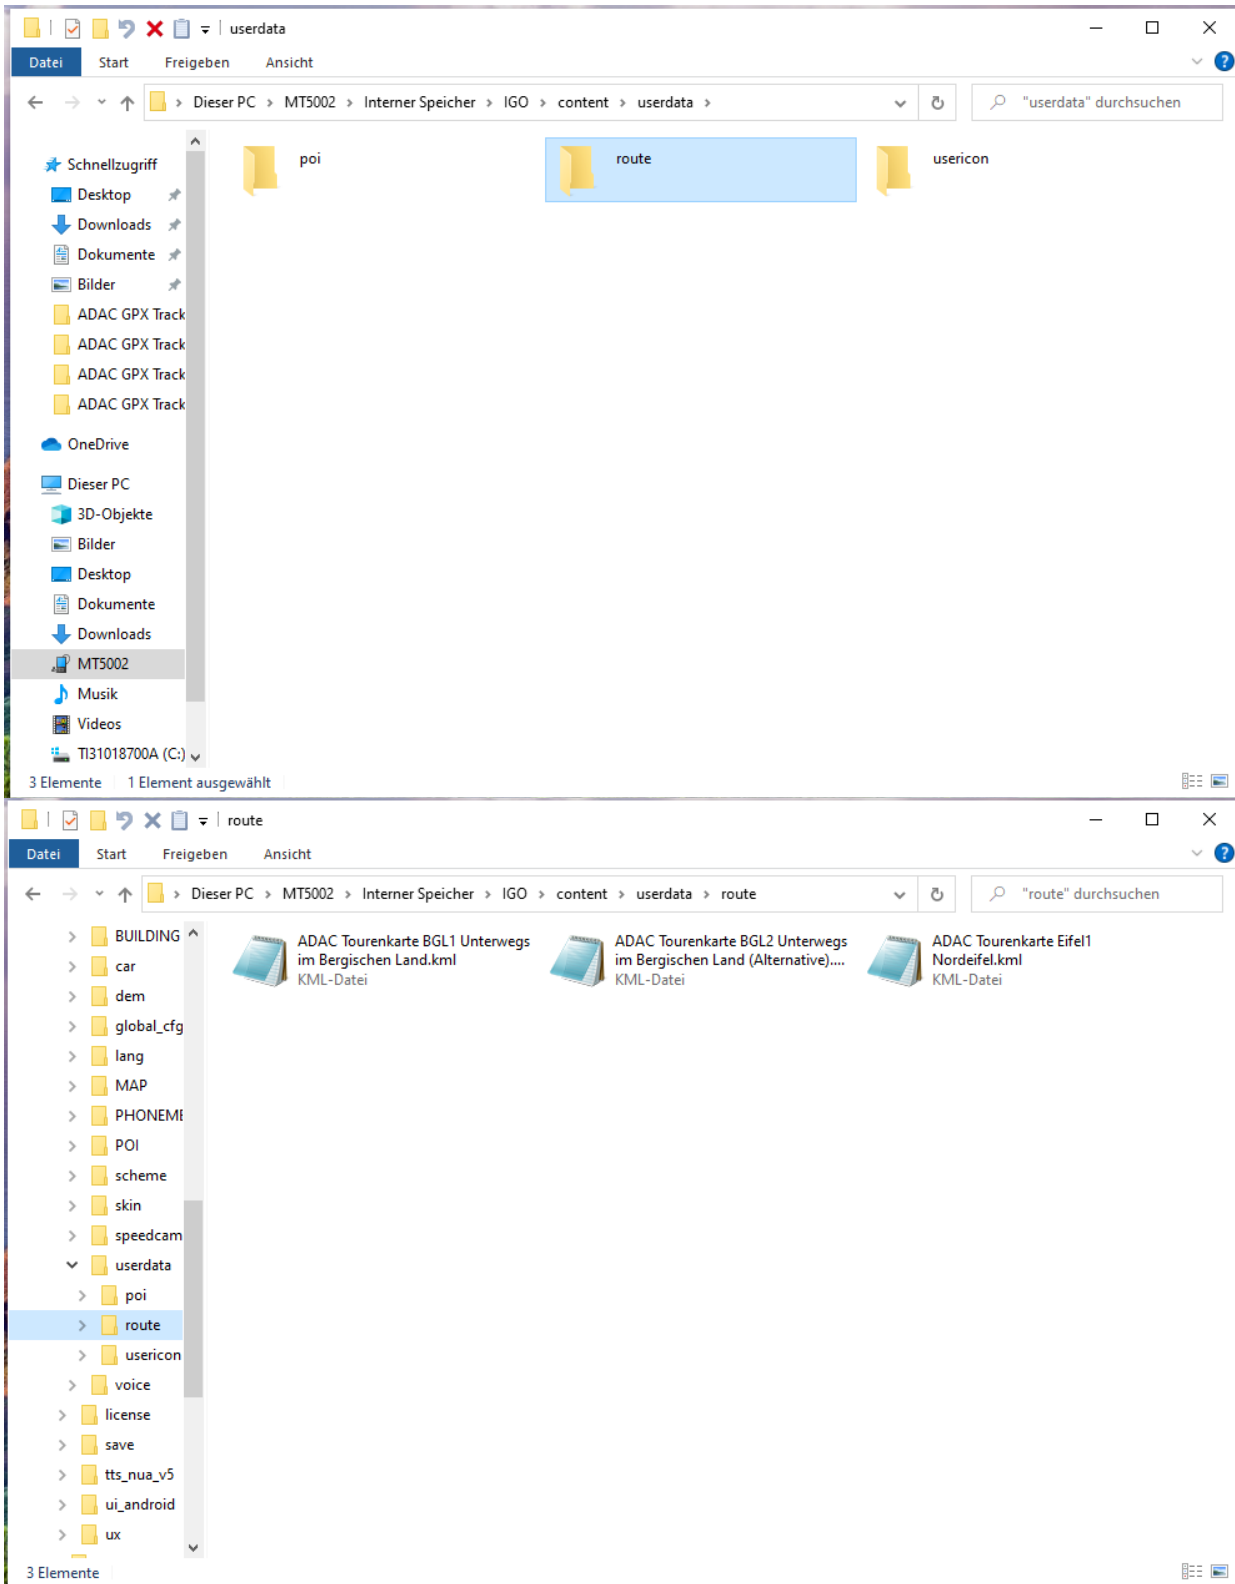 userdata
Datei Start Freigeben Ansicht
Dieser PC > MT5002 > Interner Speicher > IGO > content > userdata >
"userdata" durchsuchen
Schnellzugriff
Desktop
Downloads
Dokumente
Bilder
ADAC GPX Track
ADAC GPX Track
ADAC GPX Track
ADAC GPX Track
OneDrive
Dieser PC
3D-Objekte
Bilder
Desktop
Dokumente
Downloads
MT5002
Musik
Videos
TI31018700A (C:)
poi
route
usericon
3 Elemente 1 Element ausgewählt
route
Datei Start Freigeben Ansicht
Dieser PC > MT5002 > Interner Speicher > IGO > content > userdata > route
"route" durchsuchen
BUILDING
car
dem
global_cfg
lang
MAP
PHONEME
POI
scheme
skin
speedcam
userdata
poi
route
usericon
voice
license
save
tts_nua_v5
ui_android
ux
ADAC Tourenkarte BGL1 Unterwegs
im Bergischen Land.kml
KML-Datei
ADAC Tourenkarte BGL2 Unterwegs
im Bergischen Land (Alternative)....
KML-Datei
ADAC Tourenkarte Eifel1
Nordeifel.kml
KML-Datei
3 Elemente